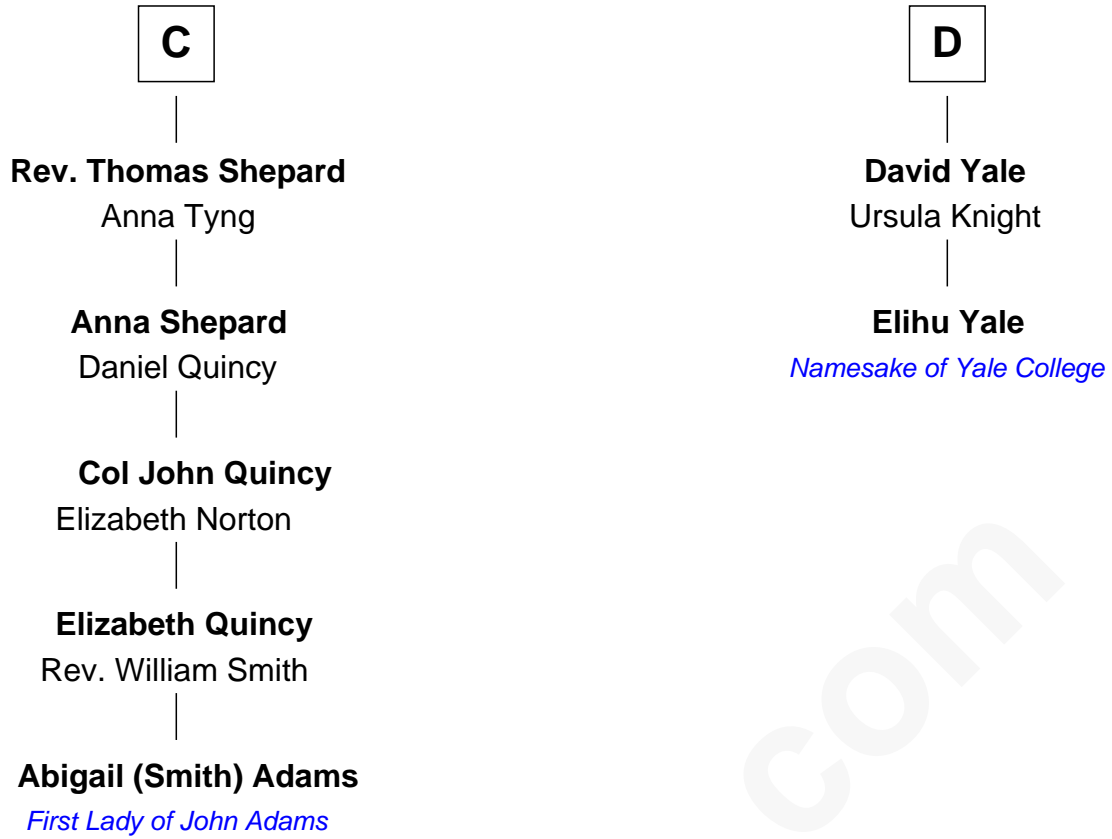 C
Rev. Thomas Shepard
Anna Tyng
Anna Shepard
Daniel Quincy
Col John Quincy
Elizabeth Norton
Elizabeth Quincy
Rev. William Smith
Abigail (Smith) Adams
First Lady of John Adams
D
David Yale
Ursula Knight
Elihu Yale
Namesake of Yale College
com